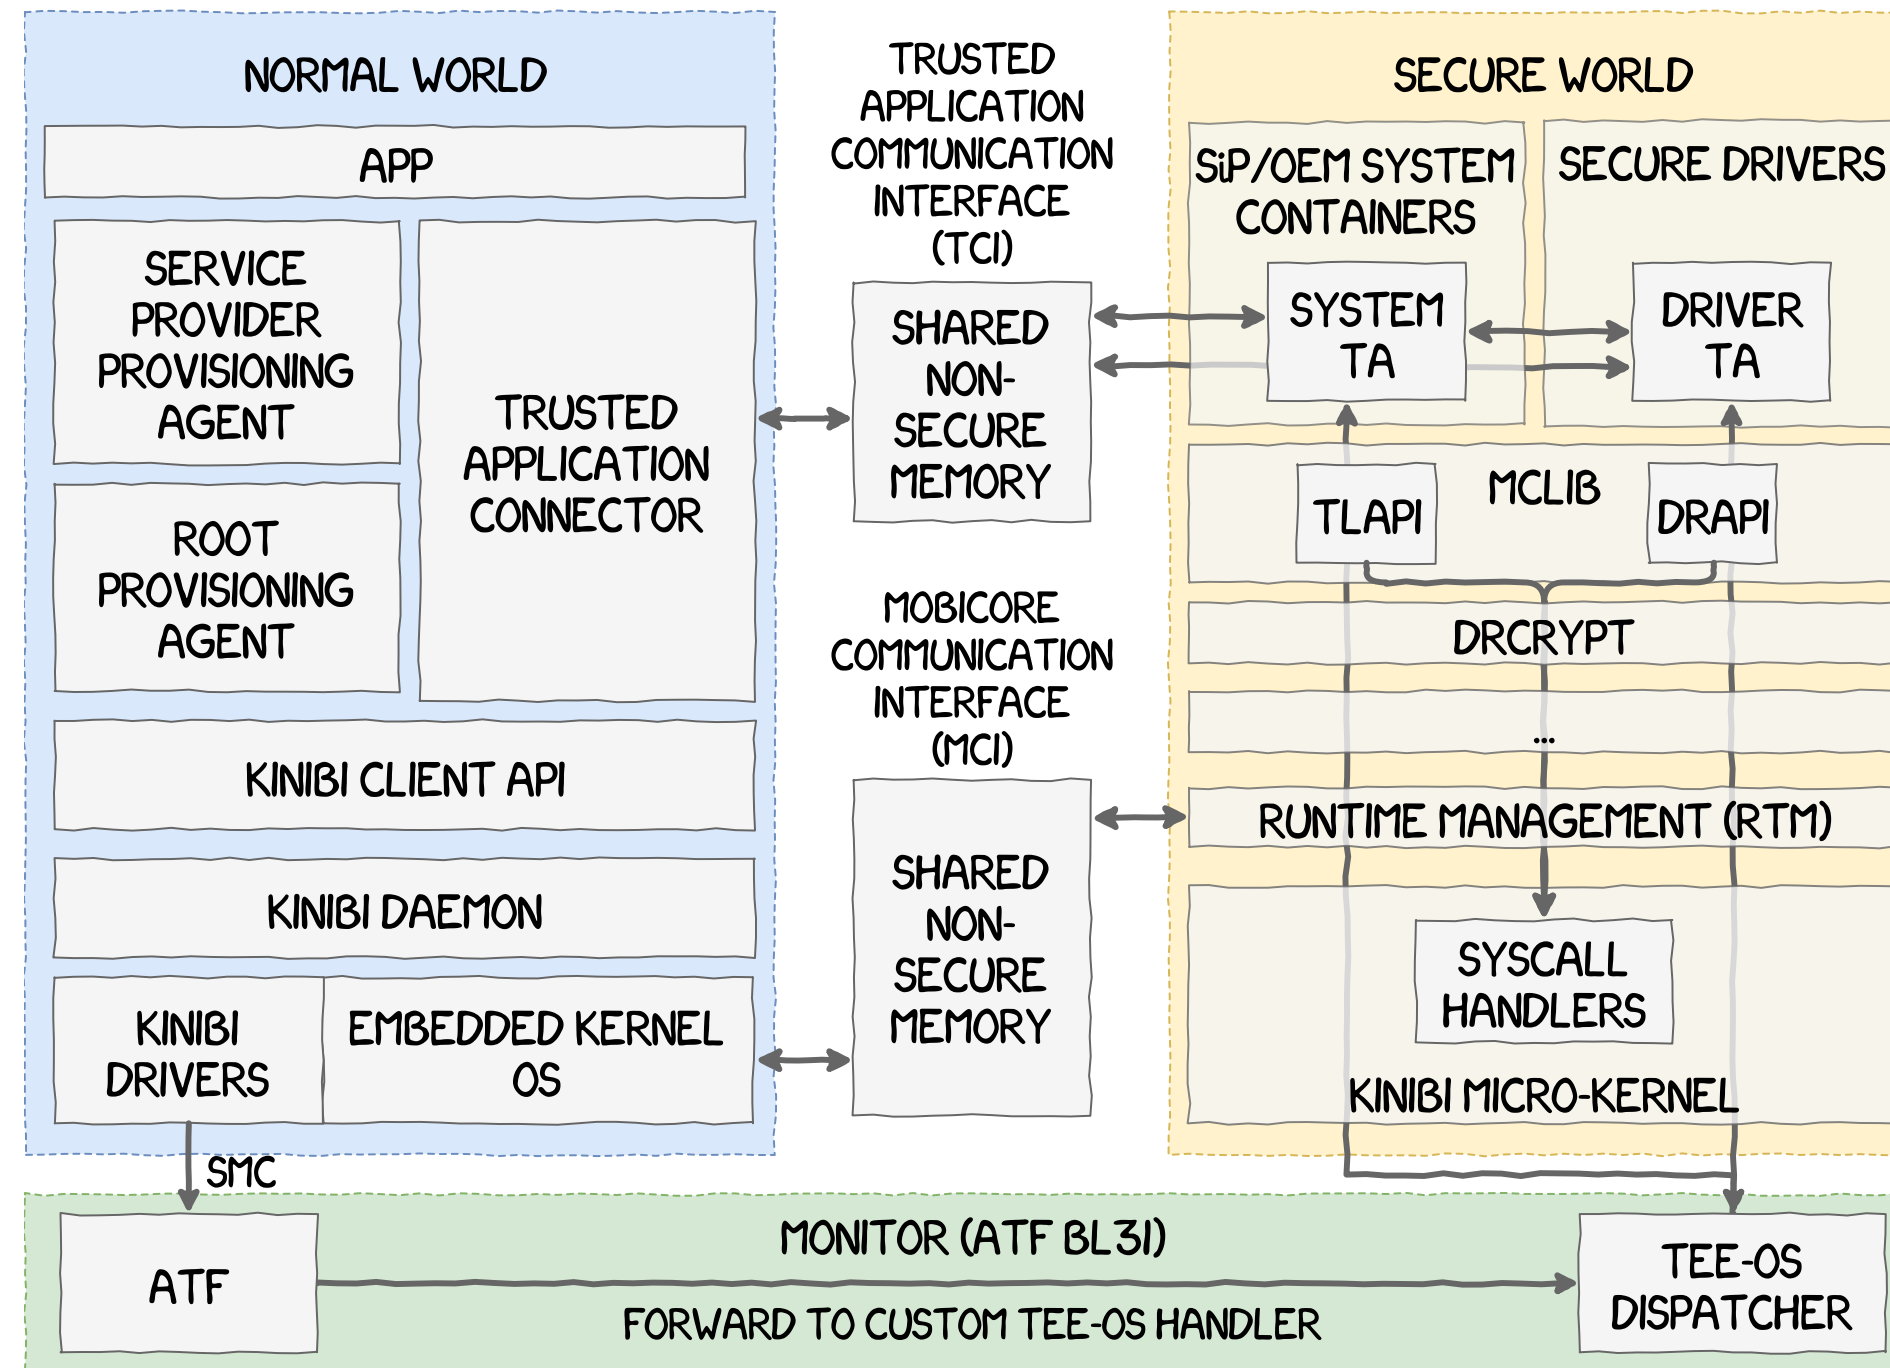 NORMAL WORLD
APP
SERVICE
PROVIDER
PROVISIONING
AGENT
ROOT
PROVISIONING
AGENT
TRUSTED
APPLICATION
CONNECTOR
KINIBI CLIENT API
KINIBI DAEMON
KINIBI
DRIVERS
EMBEDDED KERNEL
OS
SMC
TRUSTED
APPLICATION
COMMUNICATION
INTERFACE
(TCI)
SHARED
NON-
SECURE
MEMORY
MOBICORE
COMMUNICATION
INTERFACE
(MCI)
SHARED
NON-
SECURE
MEMORY
SECURE WORLD
SiP/OEM SYSTEM
CONTAINERS
SYSTEM
TA
SECURE DRIVERS
DRIVER
TA
MCLIB
TLAPI
DRAPI
DRCRYPT
...
RUNTIME MANAGEMENT (RTM)
SYSCALL
HANDLERS
KINIBI MICRO-KERNEL
MONITOR (ATF BL31)
ATF
FORWARD TO CUSTOM TEE-OS HANDLER
TEE-OS
DISPATCHER